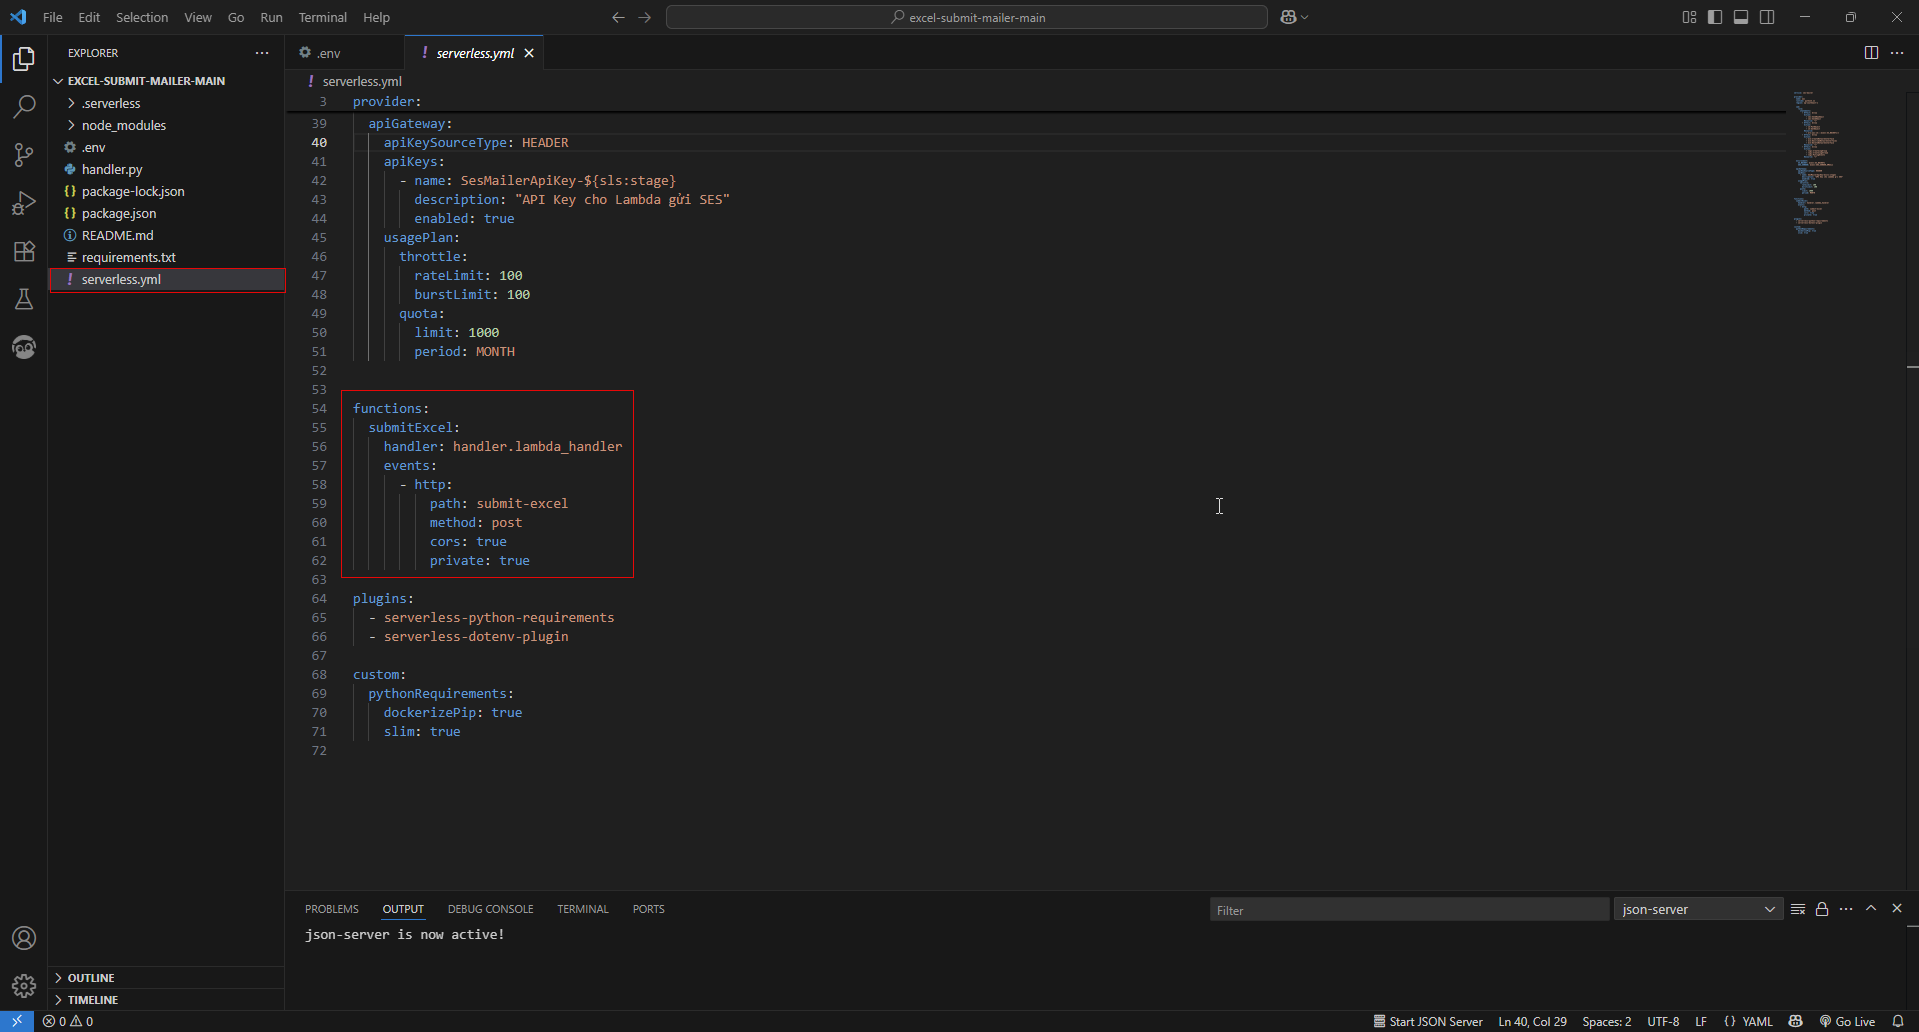 File Edit Selection View Go Run Terminal Help
excel-submit-mailer-main
EXPLORER
EXCEL-SUBMIT-MAILER-MAIN
.serverless
node_modules
.env
handler.py
package-lock.json
package.json
README.md
requirements.txt
serverless.yml
OUTLINE
TIMELINE
.env
serverless.yml
serverless.yml
3 provider:
39 apiGateway:
40 apiKeySourceType: HEADER
41 apiKeys:
42 - name: SesMailerApiKey-${sls:stage}
43 description: "API Key cho Lambda gửi SES"
44 enabled: true
45 usagePlan:
46 throttle:
47 rateLimit: 100
48 burstLimit: 100
49 quota:
50 limit: 1000
51 period: MONTH
52
53
54 functions:
55 submitExcel:
56 handler: handler.lambda_handler
57 events:
58 - http:
59 path: submit-excel
60 method: post
61 cors: true
62 private: true
63
64 plugins:
65 - serverless-python-requirements
66 - serverless-dotenv-plugin
67
68 custom:
69 pythonRequirements:
70 dockerizePip: true
71 slim: true
72
PROBLEMS OUTPUT DEBUG CONSOLE TERMINAL PORTS
Filter
json-server
json-server is now active!
0 0
Start JSON Server Ln 40, Col 29 Spaces: 2 UTF-8 LF {} YAML Go Live